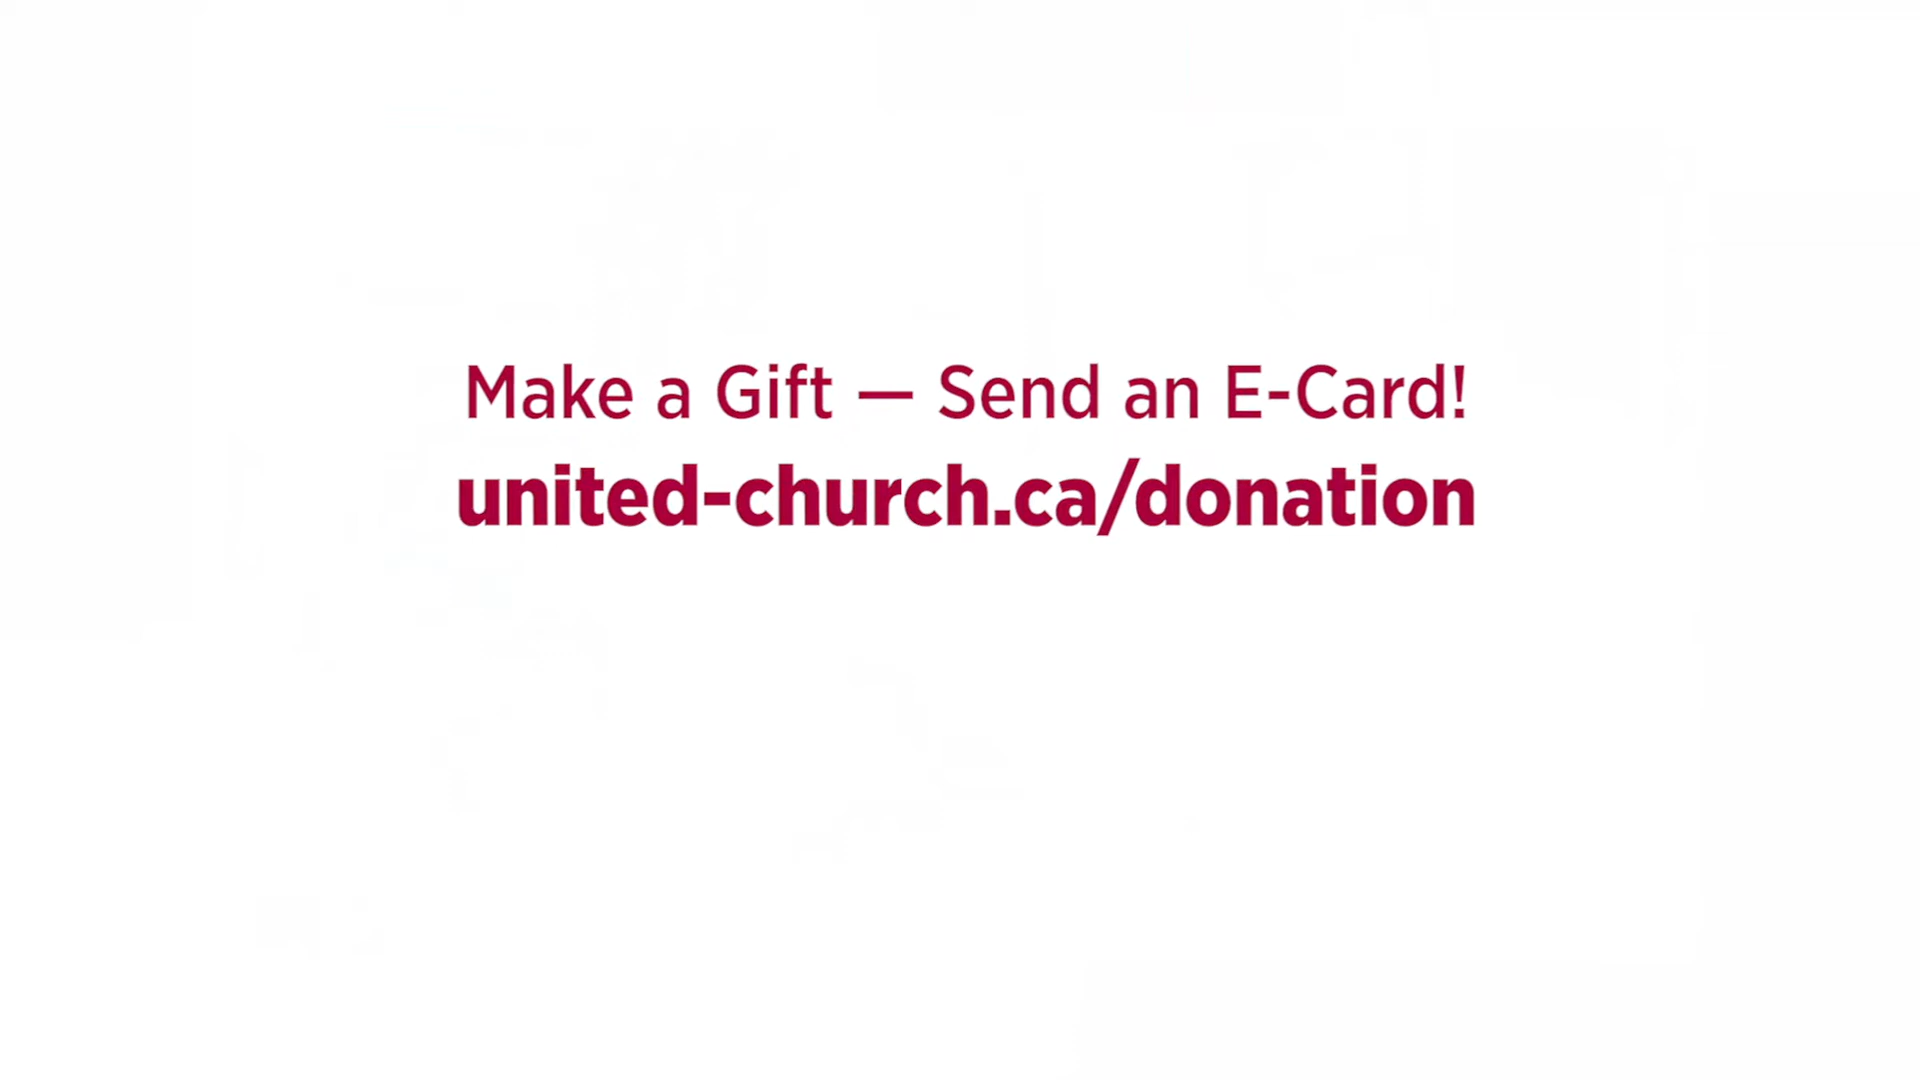 Make a Gift — Send an E-Card!
united-church.ca/donation